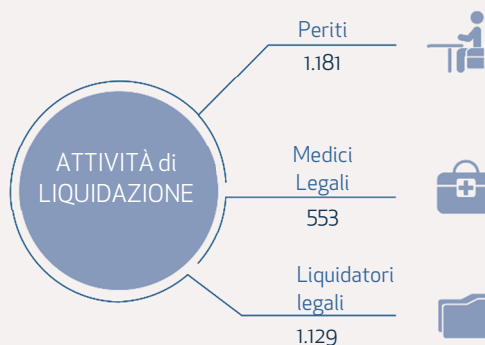 Periti
1.181
ATTIVITÀ di
LIQUIDAZIONE
Medici
Legali
553
Liquidatori
legali
1.129